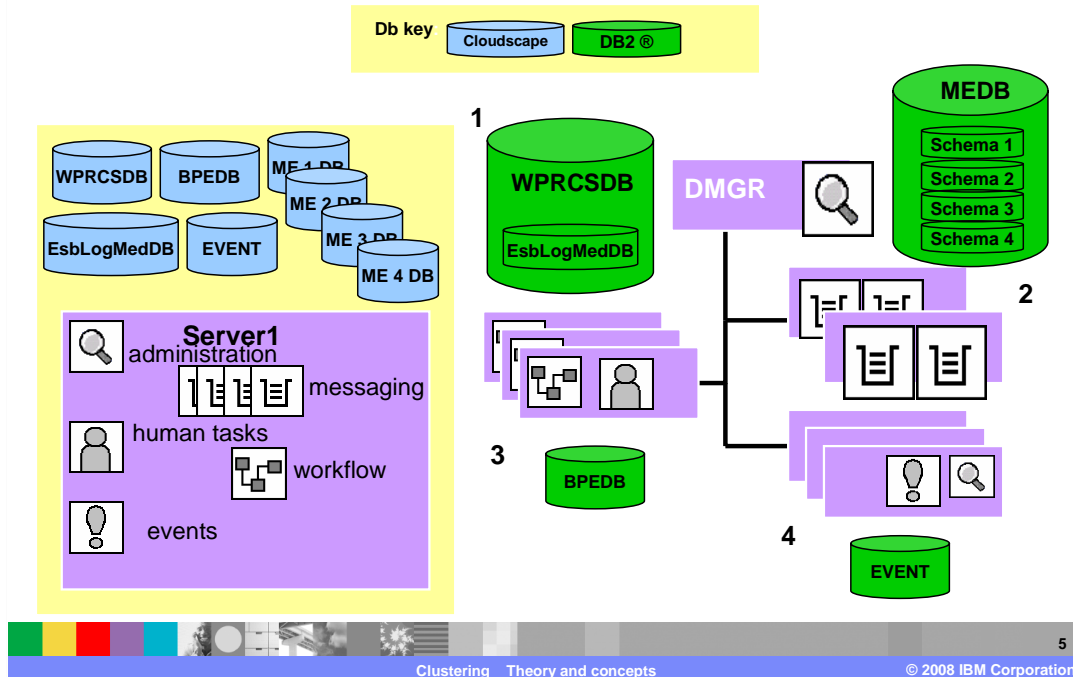 Db key
Cloudscape
DB2 ®
MEDB
Schema 1
Schema 2
Schema 3
Schema 4
1
WPRCSDB
EsbLogMedDB
DMGR
2
WPRCSDB
BPEDB
ME 1 DB
ME 2 DB
ME 3 DB
ME 4 DB
EsbLogMedDB
EVENT
Server1
administration
messaging
human tasks
workflow
events
3
BPEDB
4
EVENT
5
Clustering Theory and concepts
© 2008 IBM Corporation